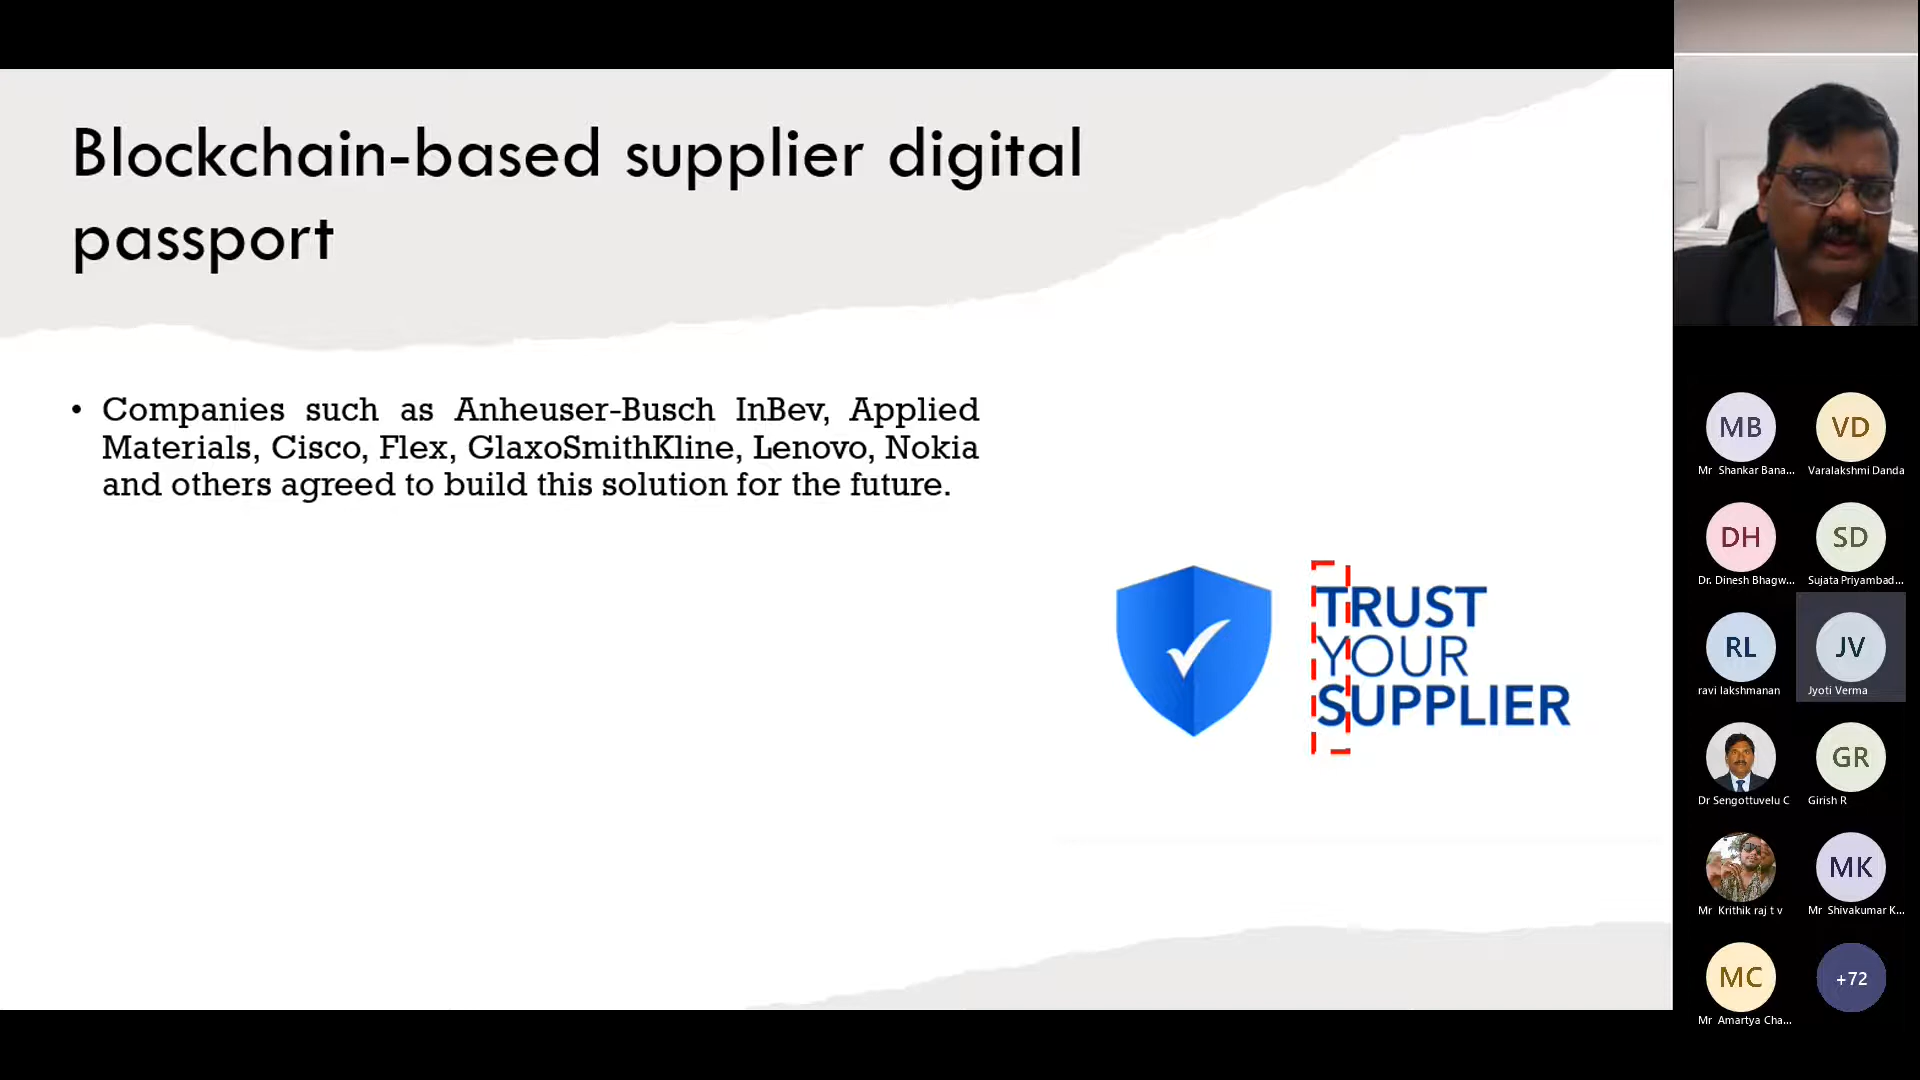 Blockchain-based supplier digital
passport
• Companies such as Anheuser-Busch InBev, Applied
Materials, Cisco, Flex, GlaxoSmithKline, Lenovo, Nokia
and others agreed to build this solution for the future.
TRUST
YOUR
SUPPLIER
MB
VD
Mr Shankar Bana...
Varalakshmi Danda
DH
SD
Dr. Dinesh Bhagw...
Sujata Priyambad...
RL
JV
ravi lakshmanan
Jyoti Verma
GR
Dr Sengottuvelu C
Girish R
MK
Mr Krithik raj t v
Mr Shivakumar K...
MC
+72
Mr Amartya Cha...